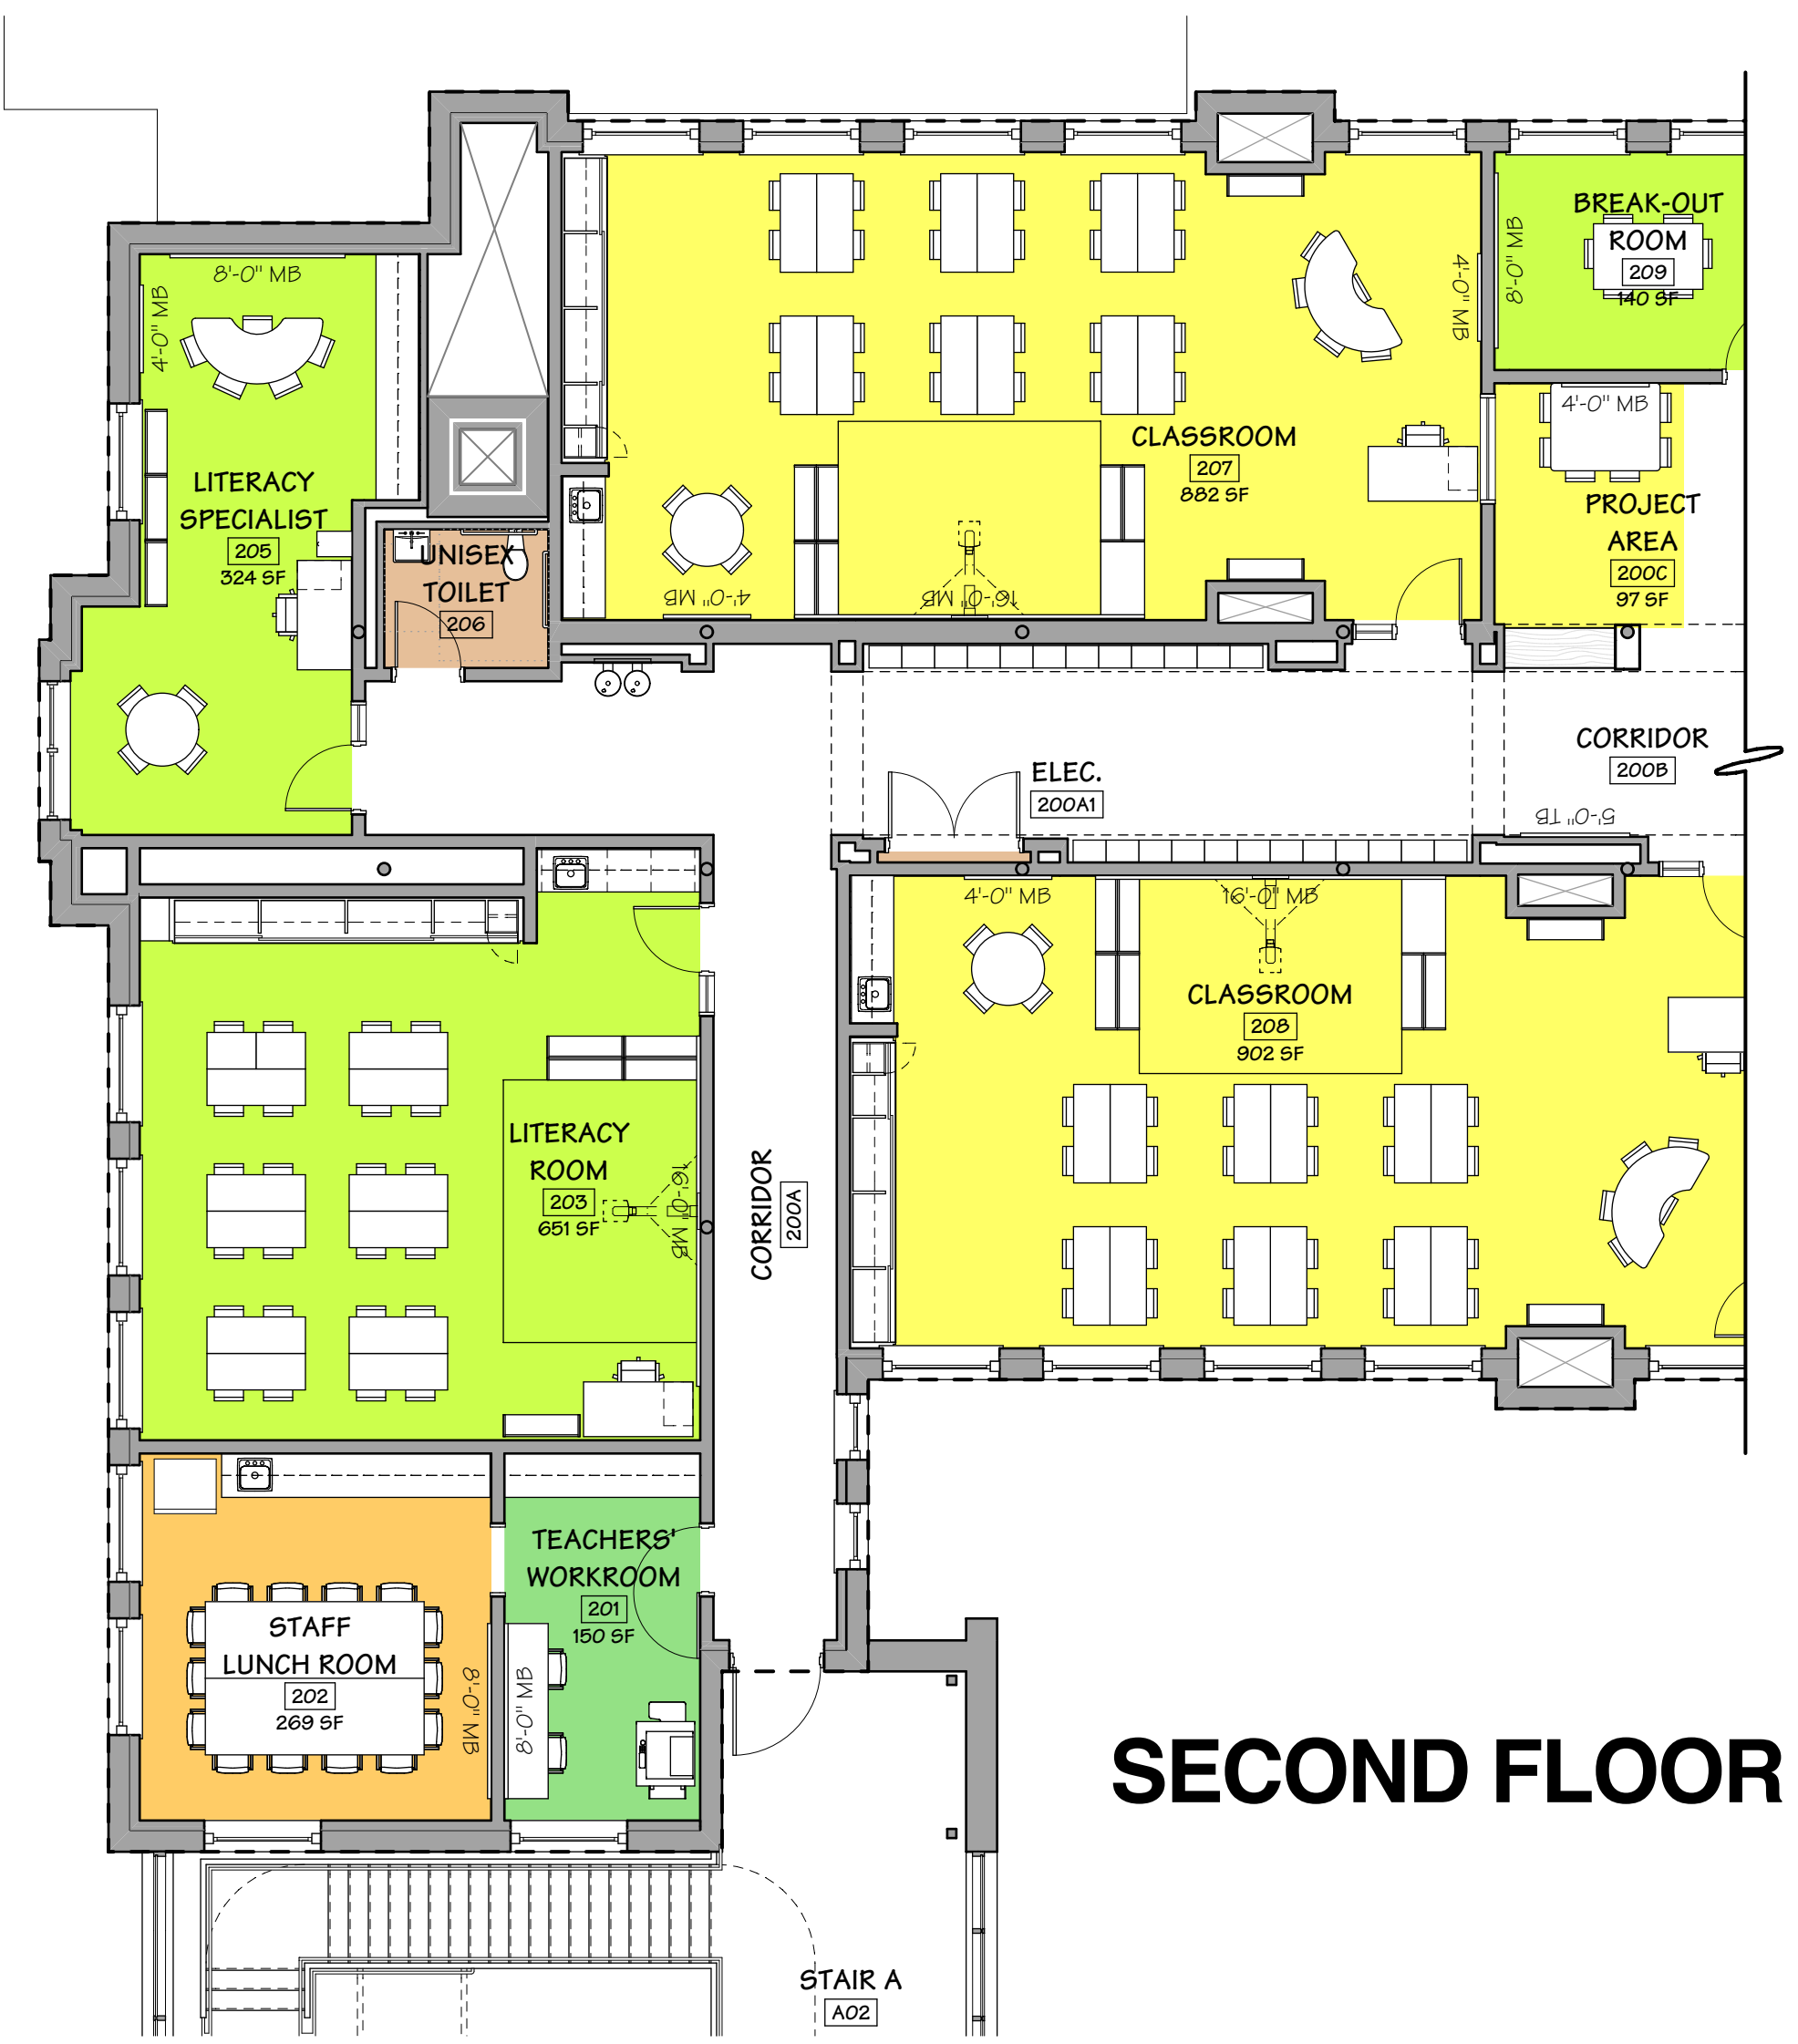 8'-0" MB
4'-0" MB
LITERACY
SPECIALIST
205
324 SF
UNISEX
TOILET
206
4'-0" MB
16'-0" MB
CLASSROOM
207
882 SF
4'-0" MB
8'-0" MB
BREAK-OUT
ROOM
209
140 SF
4'-0" MB
PROJECT
AREA
200C
97 SF
CORRIDOR
200B
ELEC.
200A1
5'-0" TB
4'-0" MB
16'-0" MB
CLASSROOM
208
902 SF
LITERACY
ROOM
203
651 SF
16'-0" MB
CORRIDOR
200A
STAFF
LUNCH ROOM
202
269 SF
8'-0" MB
TEACHERS'
WORKROOM
201
150 SF
8'-0" MB
SECOND FLOOR
STAIR A
A02